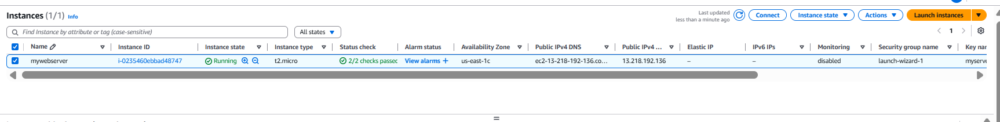 Instances (1/1) Info
Last updated
less than a minute ago
Connect
Instance state
Actions
Launch instances
Find Instance by attribute or tag (case-sensitive)
All states
1
Name Instance ID Instance state Instance type Status check Alarm status Availability Zone Public IPv4 DNS Public IPv4 ... Elastic IP IPv6 IPs Monitoring Security group name Key nar
mywebserver i-0235460ebbad48747 Running t2.micro 2/2 checks passec View alarms + us-east-1c ec2-13-218-192-136.co... 13.218.192.136 – – disabled launch-wizard-1 myserve